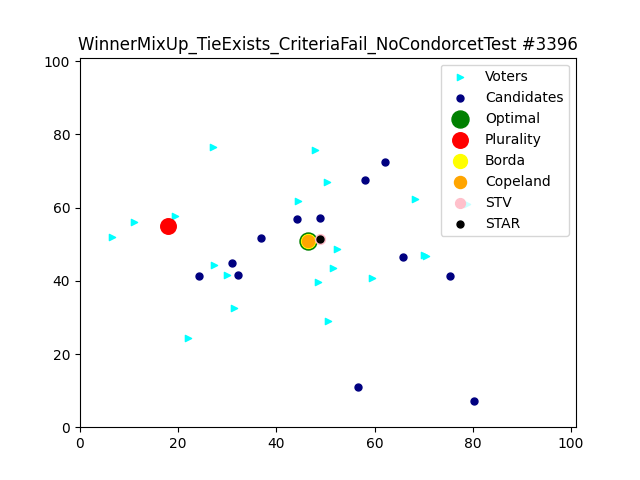 WinnerMixUp_TieExists_CriteriaFail_NoCondorcetTest #3396
100
80
60
40
20
0
0 20 40 60 80 100
Voters
Candidates
Optimal
Plurality
Borda
Copeland
STV
STAR